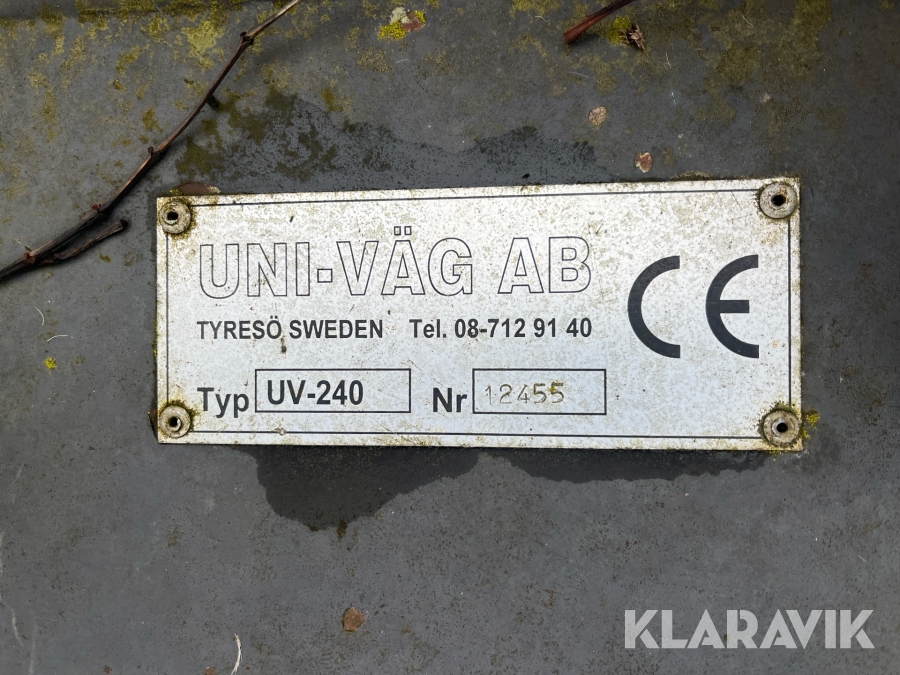 UNI-VÄG AB
TYRESÖ SWEDEN Tel. 08-712 91 40
CE
Typ UV-240 Nr 12455
KLARAVIK